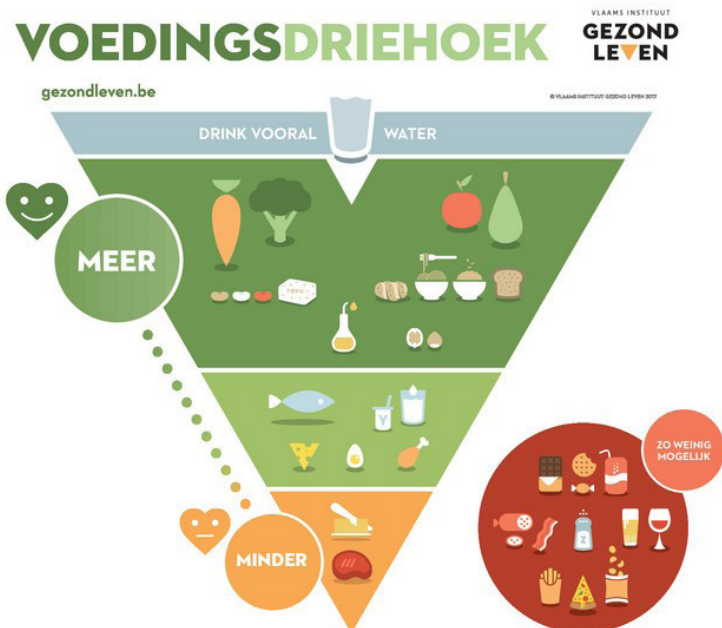 VOEDINGSDRIEHOEK
VLAAMS INSTITUUT
GEZOND
LEVEN
gezondleven.be
© VLAAMS INSTITUUT GEZOND LEVEN 2017
DRINK VOORAL WATER
MEER
TOFU
Y
ZO WEINIG
MOGELIJK
Z
MINDER